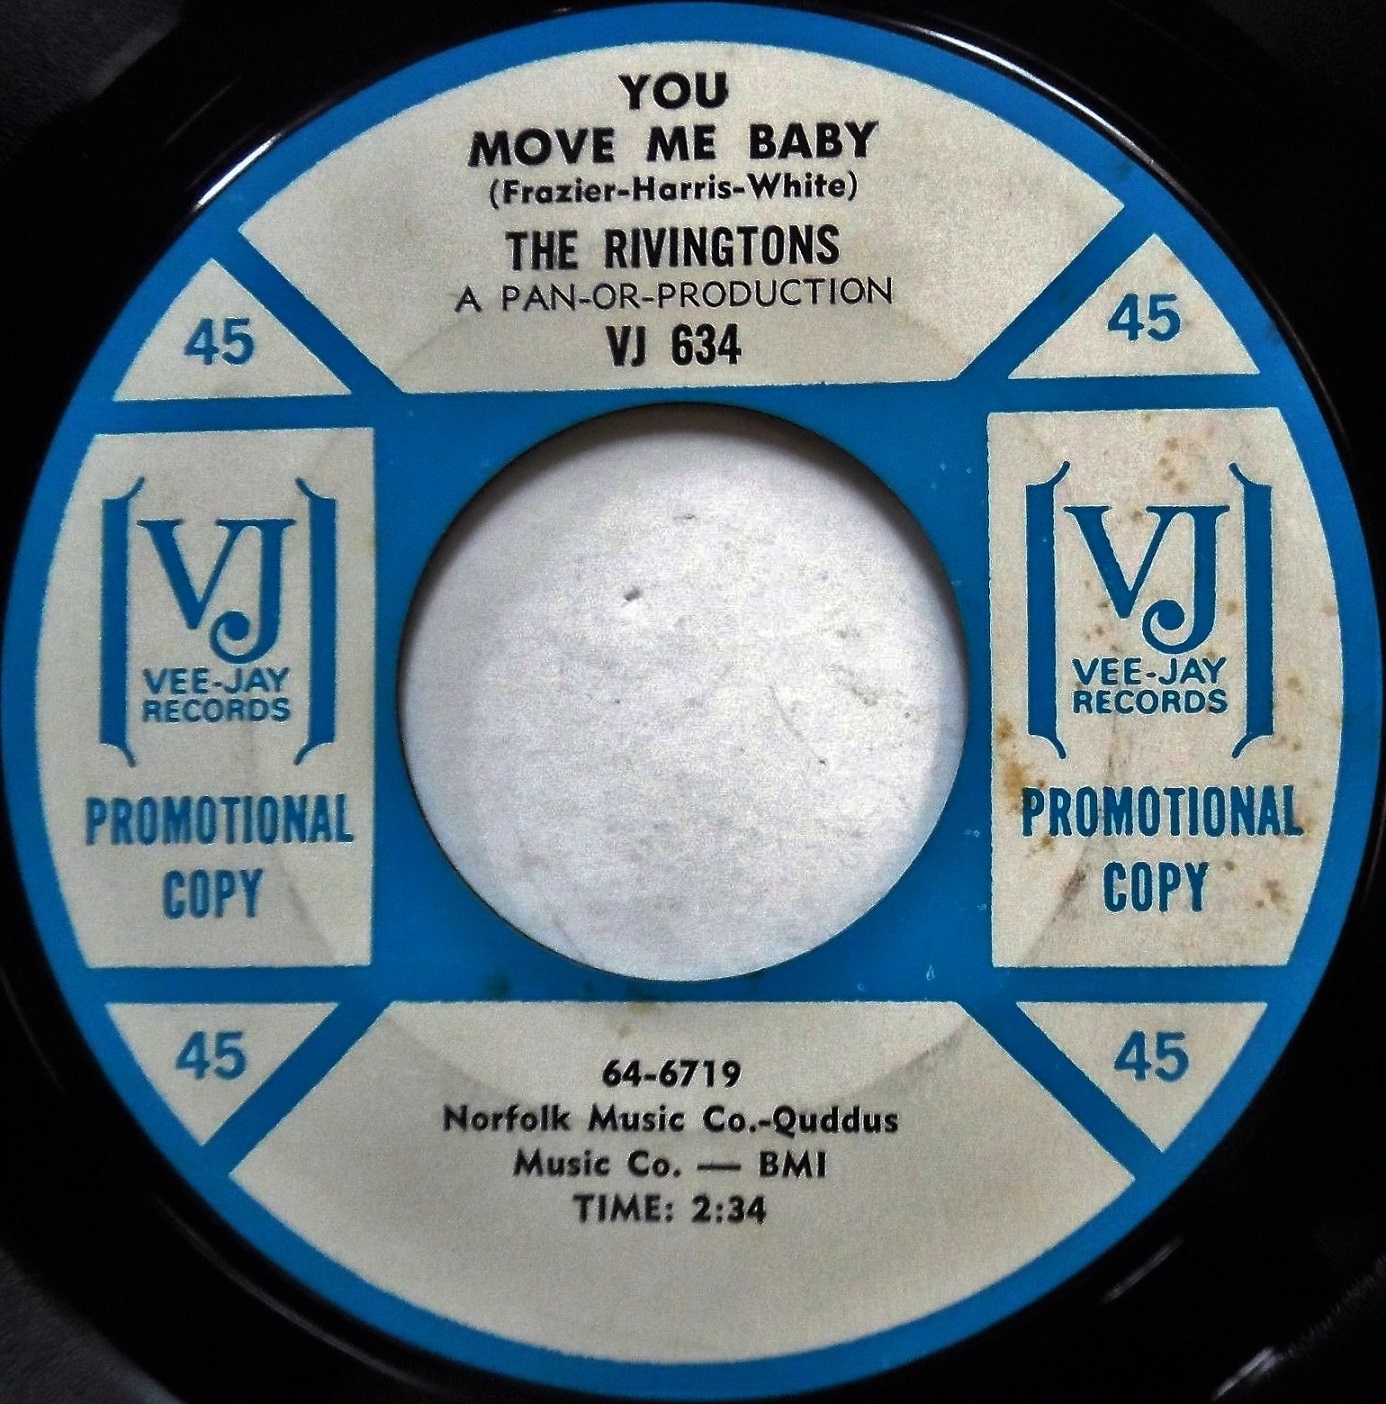 YOU
MOVE ME BABY
(Frazier-Harris-White)
THE RIVINGTONS
A PAN-OR-PRODUCTION
VJ 634
45
45
VJ
VEE-JAY
RECORDS
PROMOTIONAL
COPY
VJ
VEE-JAY
RECORDS
PROMOTIONAL
COPY
45
45
64-6719
Norfolk Music Co.-Quddus
Music Co. — BMI
TIME: 2:34